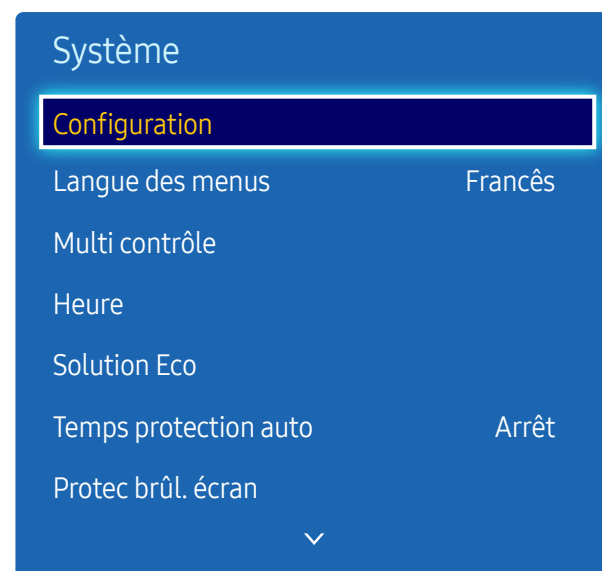 Système
Configuration
Langue des menus Francês
Multi contrôle
Heure
Solution Eco
Temps protection auto Arrêt
Protec brûl. écran